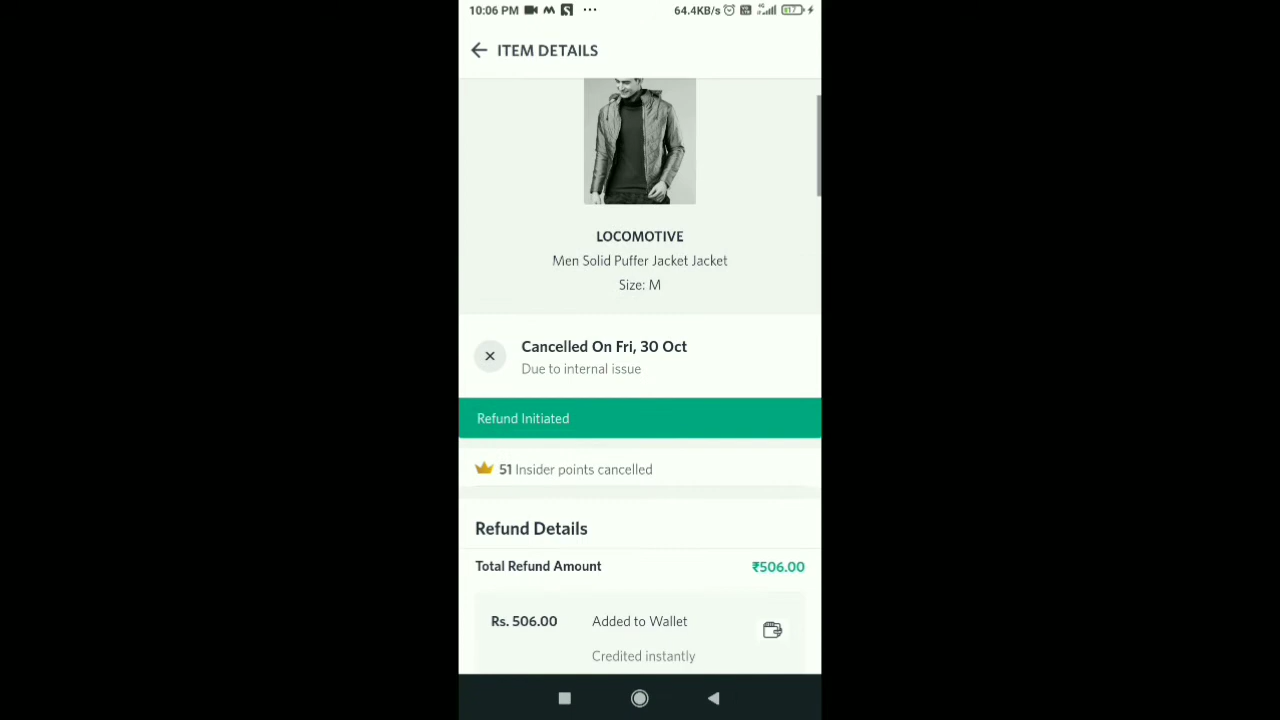 10:06 PM ... 64.4KB/s 17
ITEM DETAILS
LOCOMOTIVE
Men Solid Puffer Jacket Jacket
Size: M
Cancelled On Fri, 30 Oct
Due to internal issue
Refund Initiated
51 Insider points cancelled
Refund Details
Total Refund Amount ₹506.00
Rs. 506.00 Added to Wallet
Credited instantly